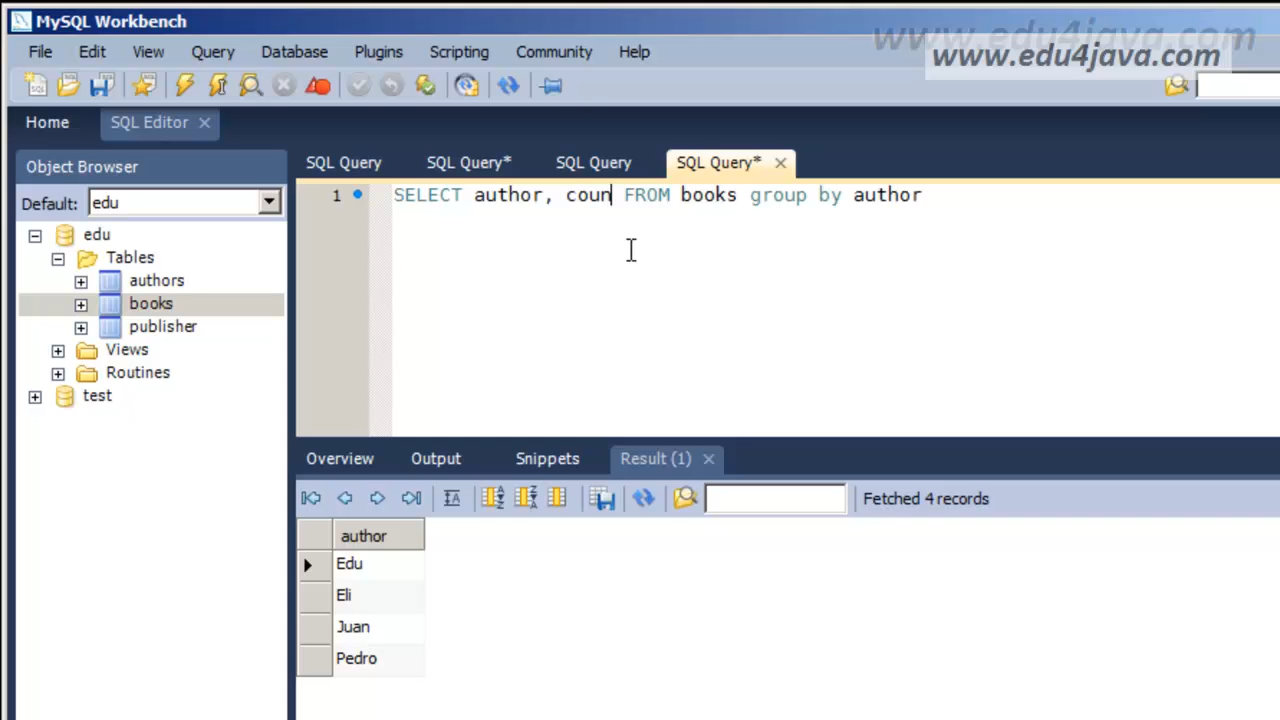 MySQL Workbench
www.edu4java.com
www.edu4java.com
File Edit View Query Database Plugins Scripting Community Help
Home SQL Editor
Object Browser
SQL Query SQL Query* SQL Query SQL Query*
Default: edu
1 SELECT author, coun FROM books group by author
edu
Tables
authors
books
publisher
Views
Routines
test
Overview Output Snippets Result (1)
Fetched 4 records
author
Edu
Eli
Juan
Pedro